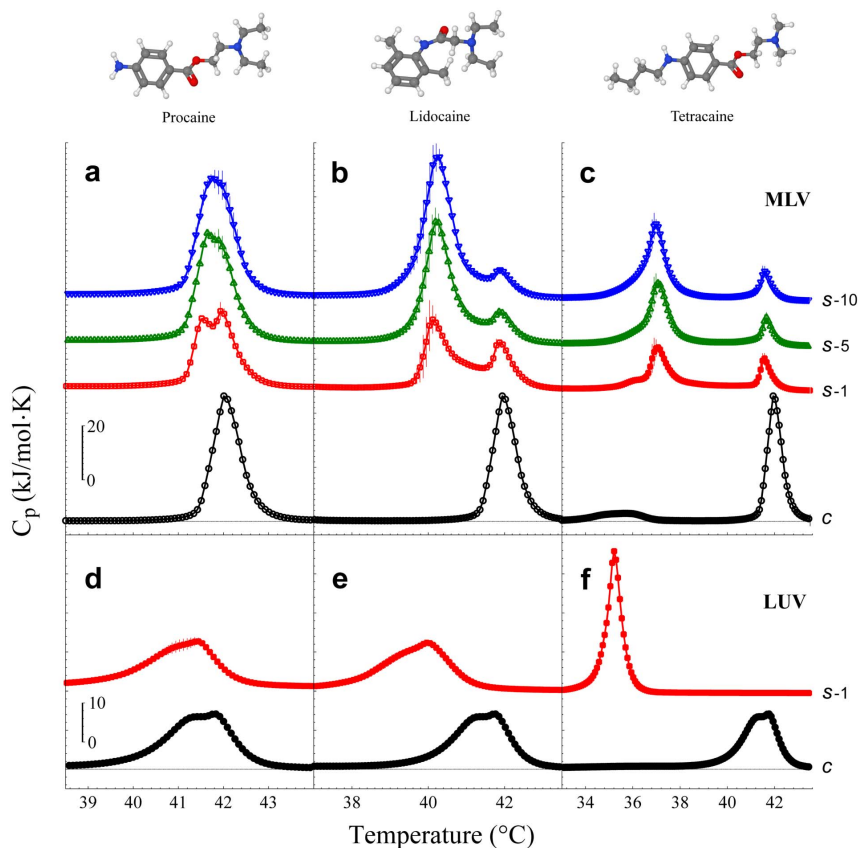 Procaine Lidocaine Tetracaine
a b c
MLV
s-10
s-5
s-1
20
0
c
Cp (kJ/mol·K)
d e f
LUV
s-1
10
0
c
39 40 41 42 43 38 40 42 34 36 38 40 42
Temperature (°C)